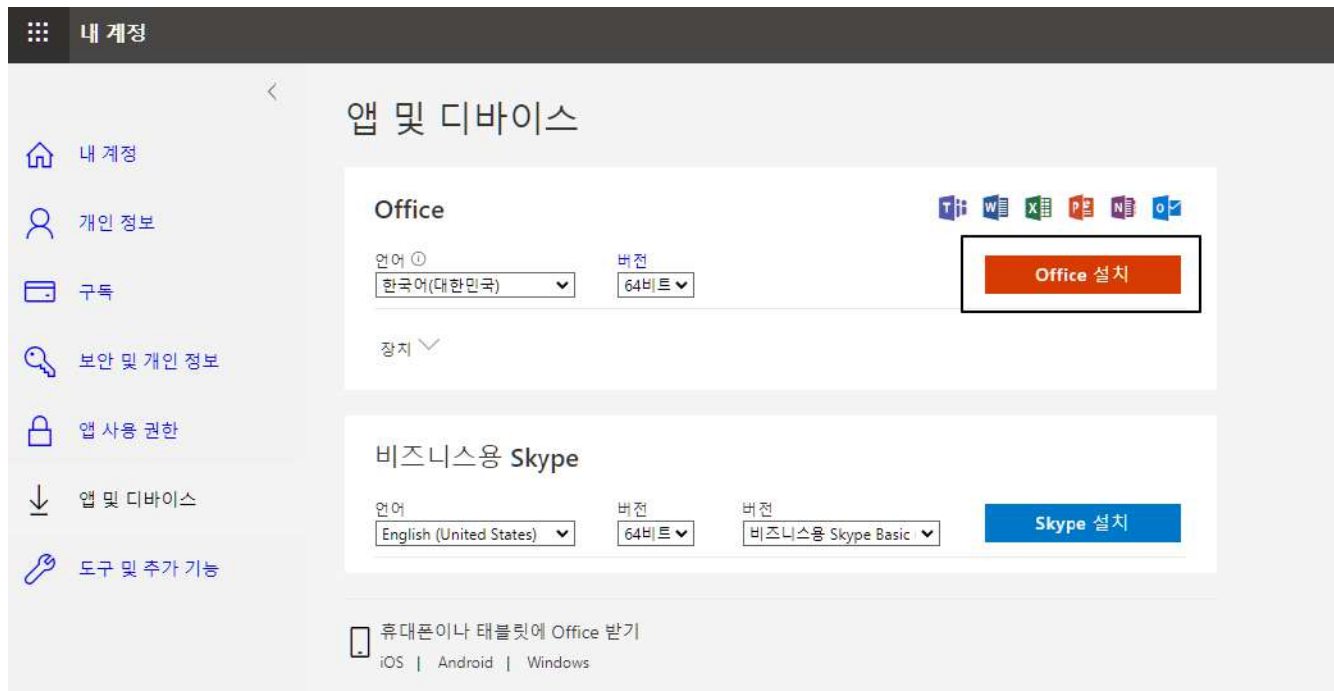 내 계정
내 계정
개인 정보
구독
보안 및 개인 정보
앱 사용 권한
앱 및 디바이스
도구 및 추가 기능
앱 및 디바이스
Office
언어 버전
한국어(대한민국) 64비트 Office 설치
장치
비즈니스용 Skype
언어 버전 버전
English (United States) 64비트 비즈니스용 Skype Basic Skype 설치
휴대폰이나 태블릿에 Office 받기
iOS | Android | Windows